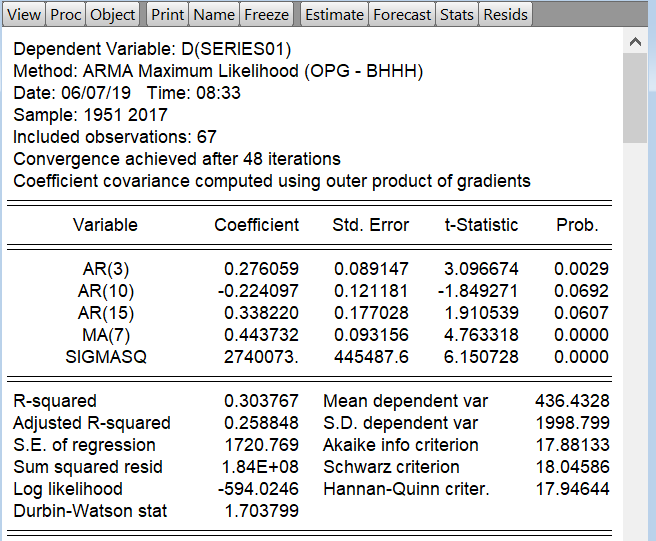 View Proc Object Print Name Freeze Estimate Forecast Stats Resids
Dependent Variable: D(SERIES01)
Method: ARMA Maximum Likelihood (OPG - BHHH)
Date: 06/07/19 Time: 08:33
Sample: 1951 2017
Included observations: 67
Convergence achieved after 48 iterations
Coefficient covariance computed using outer product of gradients
Variable Coefficient Std. Error t-Statistic Prob.
AR(3) 0.276059 0.089147 3.096674 0.0029
AR(10) -0.224097 0.121181 -1.849271 0.0692
AR(15) 0.338220 0.177028 1.910539 0.0607
MA(7) 0.443732 0.093156 4.763318 0.0000
SIGMASQ 2740073. 445487.6 6.150728 0.0000
R-squared 0.303767 Mean dependent var 436.4328
Adjusted R-squared 0.258848 S.D. dependent var 1998.799
S.E. of regression 1720.769 Akaike info criterion 17.88133
Sum squared resid 1.84E+08 Schwarz criterion 18.04586
Log likelihood -594.0246 Hannan-Quinn criter. 17.94644
Durbin-Watson stat 1.703799